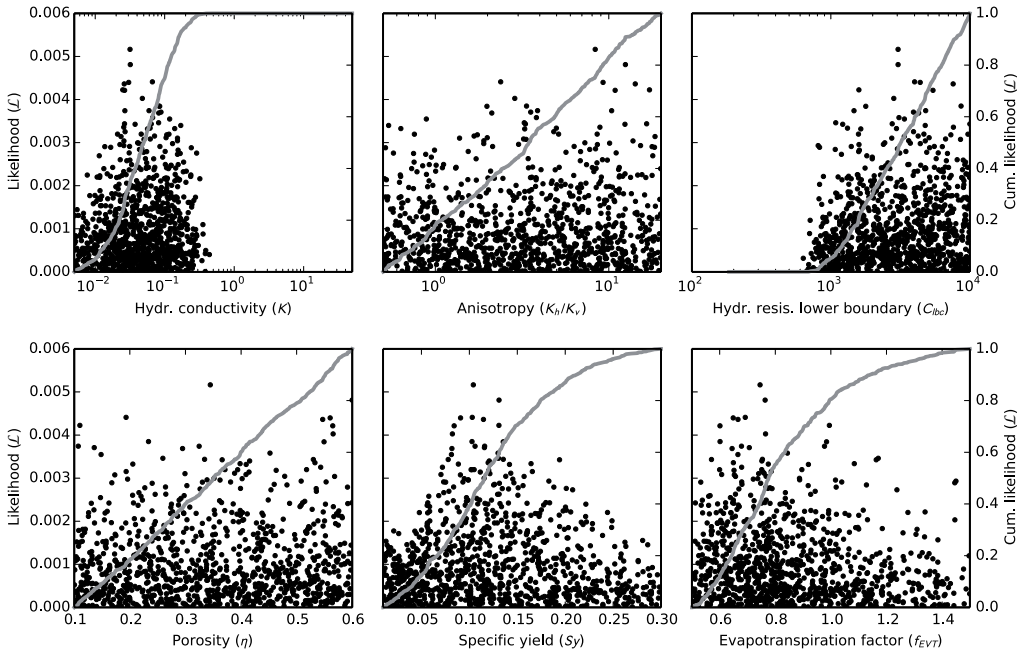 0.006
0.005
0.004
0.003
0.002
0.001
0.000
Likelihood (ℒ)
10⁻² 10⁻¹ 10⁰ 10¹
Hydr. conductivity (K)
10⁰ 10¹
Anisotropy (Kₕ/Kᵥ)
10² 10³ 10⁴
Hydr. resis. lower boundary (C_lbc)
1.0
0.8
0.6
0.4
0.2
0.0
Cum. likelihood (ℒ)
0.006
0.005
0.004
0.003
0.002
0.001
0.000
Likelihood (ℒ)
0.1 0.2 0.3 0.4 0.5 0.6
Porosity (η)
0.05 0.10 0.15 0.20 0.25 0.30
Specific yield (Sy)
0.6 0.8 1.0 1.2 1.4
Evapotranspiration factor (f_EVT)
1.0
0.8
0.6
0.4
0.2
0.0
Cum. likelihood (ℒ)